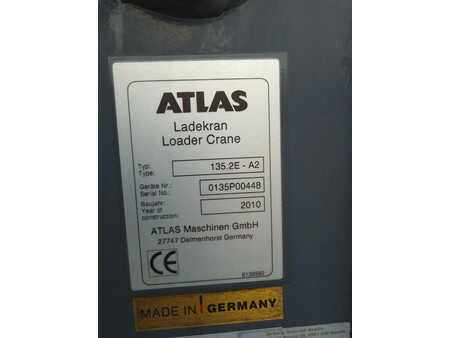 ATLAS
Ladekran
Loader Crane
Typ:
Type:
135.2E - A2
Geräte Nr.:
Serial No.:
0135P00448
Baujahr:
Year of
construction:
2010
ATLAS Maschinen GmbH
27747 Delmenhorst Germany
CE
MADE IN GERMANY